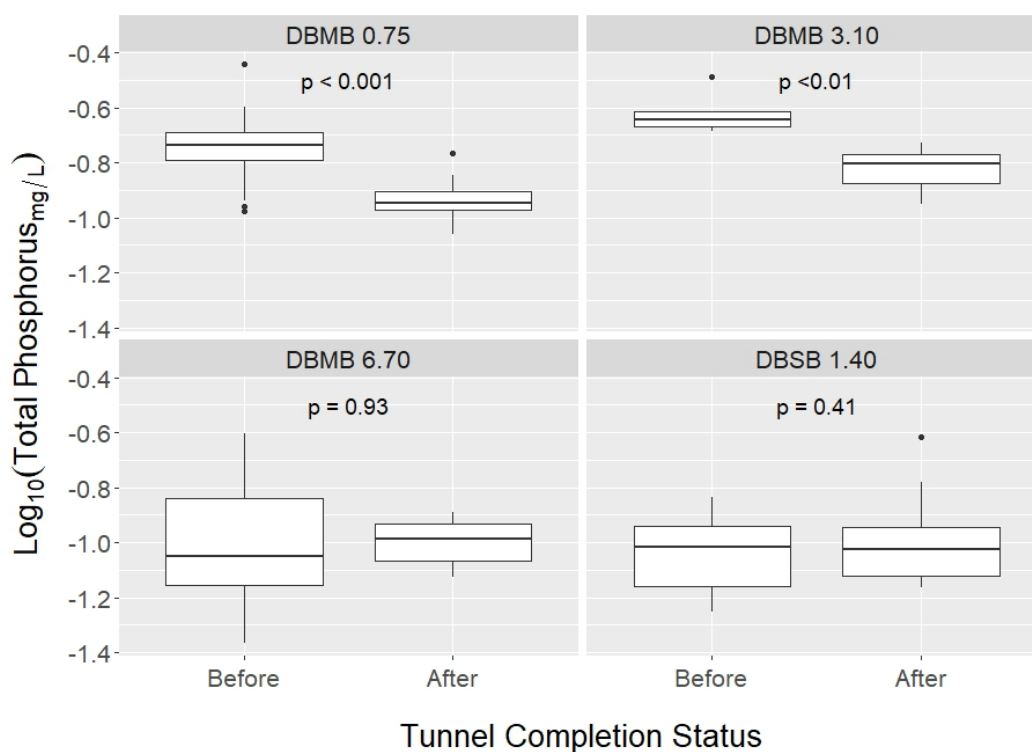 DBMB 0.75
DBMB 3.10
-0.4
-0.6
-0.8
-1.0
-1.2
-1.4
p < 0.001
p <0.01
DBMB 6.70
DBSB 1.40
-0.4
-0.6
-0.8
-1.0
-1.2
-1.4
p = 0.93
p = 0.41
Before
After
Before
After
Log10(Total Phosphorusmg/L)
Tunnel Completion Status